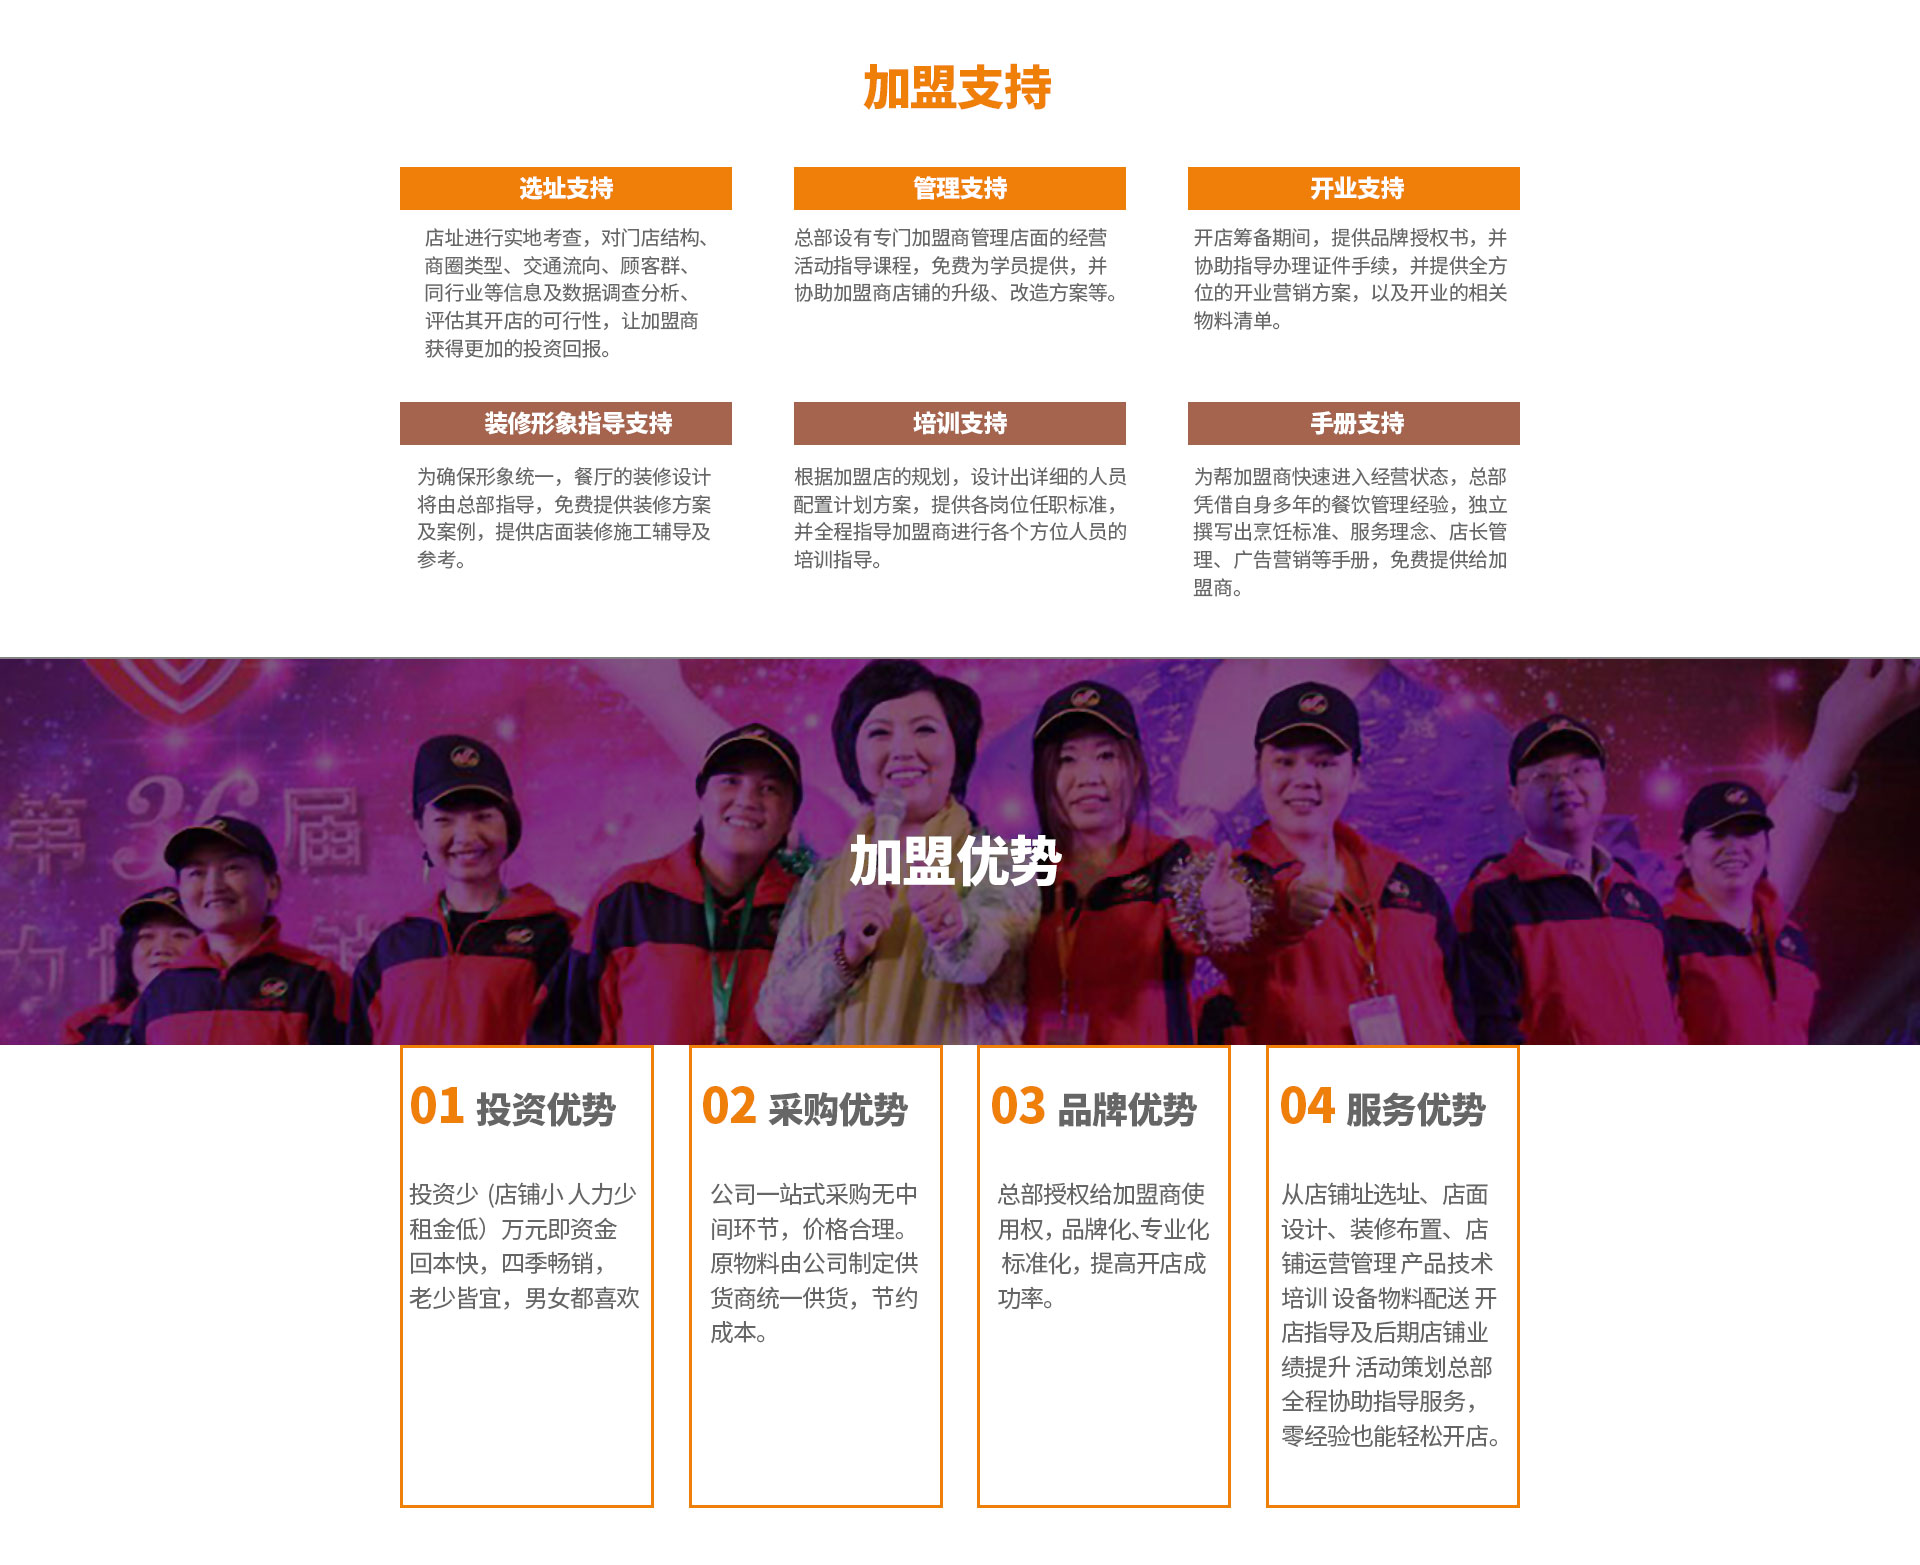 加盟支持
选址支持
店址进行实地考查，对门店结构、
商圈类型、交通流向、顾客群、
同行业等信息及数据调查分析、
评估其开店的可行性，让加盟商
获得更加的投资回报。
管理支持
总部设有专门加盟商管理店面的经营
活动指导课程，免费为学员提供，并
协助加盟商店铺的升级、改造方案等。
开业支持
开店筹备期间，提供品牌授权书，并
协助指导办理证件手续，并提供全方
位的开业营销方案，以及开业的相关
物料清单。
装修形象指导支持
为确保形象统一，餐厅的装修设计
将由总部指导，免费提供装修方案
及案例，提供店面装修施工辅导及
参考。
培训支持
根据加盟店的规划，设计出详细的人员
配置计划方案，提供各岗位任职标准，
并全程指导加盟商进行各个方位人员的
培训指导。
手册支持
为帮加盟商快速进入经营状态，总部
凭借自身多年的餐饮管理经验，独立
撰写出烹饪标准、服务理念、店长管
理、广告营销等手册，免费提供给加
盟商。
第36届
加盟优势
01 投资优势
投资少 (店铺小 人力少
租金低）万元即资金
回本快，四季畅销，
老少皆宜，男女都喜欢
02 采购优势
公司一站式采购无中
间环节，价格合理。
原物料由公司制定供
货商统一供货，节约
成本。
03 品牌优势
总部授权给加盟商使
用权，品牌化、专业化
标准化，提高开店成
功率。
04 服务优势
从店铺址选址、店面
设计、装修布置、店
铺运营管理 产品技术
培训 设备物料配送 开
店指导及后期店铺业
绩提升 活动策划总部
全程协助指导服务，
零经验也能轻松开店。